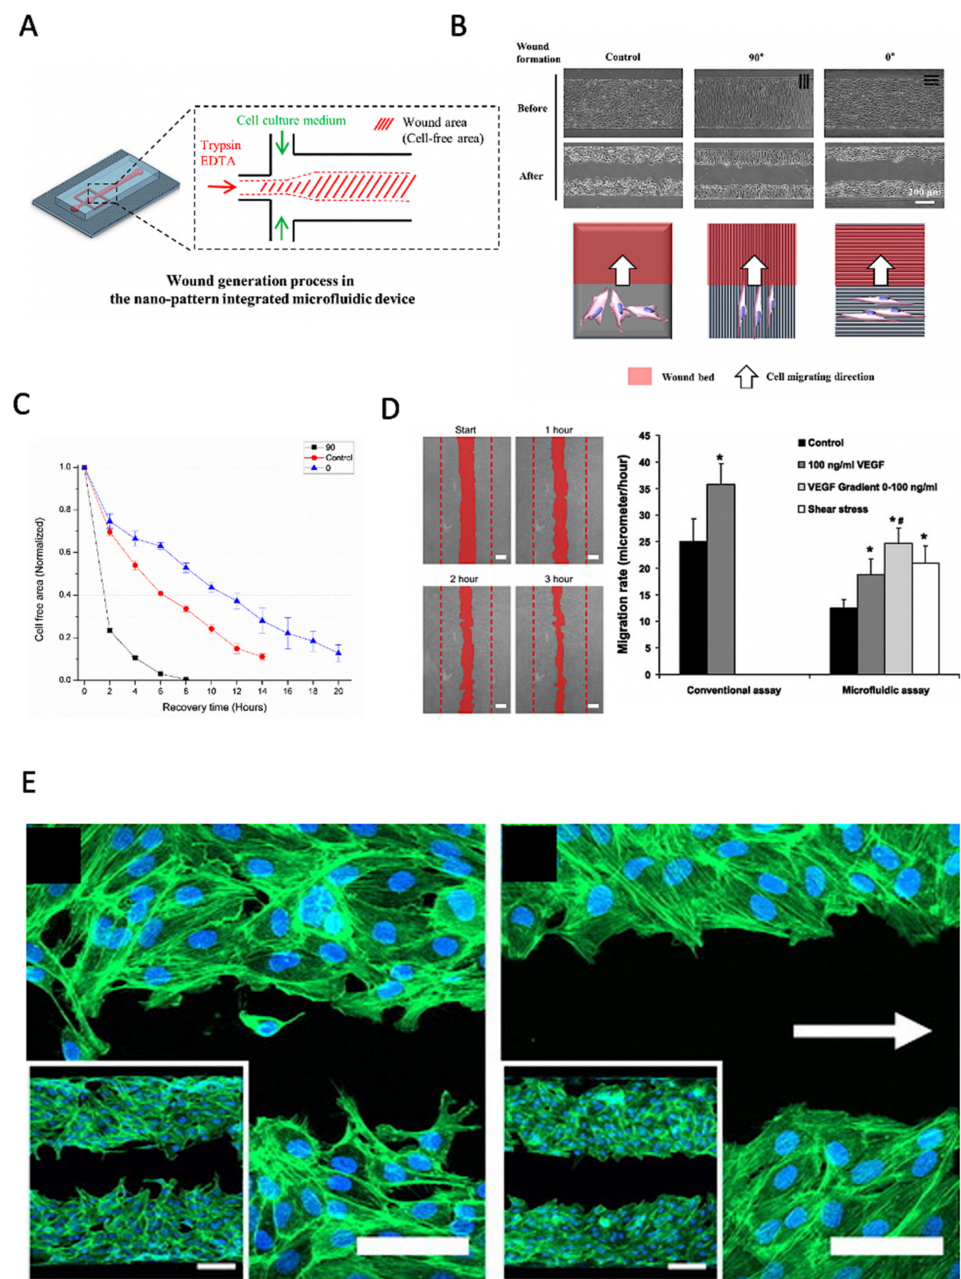 A
Cell culture medium
Wound area
(Cell-free area)
Trypsin
EDTA
Wound generation process in
the nano-pattern integrated microfluidic device
B
Wound
formation
Control
90°
0°
Before
After
200 μm
Wound bed
Cell migrating direction
C
90
Control
0
Cell free area (Normalized)
1.0
0.8
0.6
0.4
0.2
0.0
0 2 4 6 8 10 12 14 16 18 20
Recovery time (Hours)
D
Start
1 hour
2 hour
3 hour
Migration rate (micrometer/hour)
45
40
35
30
25
20
15
10
5
0
Control
100 ng/ml VEGF
VEGF Gradient 0-100 ng/ml
Shear stress
*
*
*#
*
Conventional assay
Microfluidic assay
E